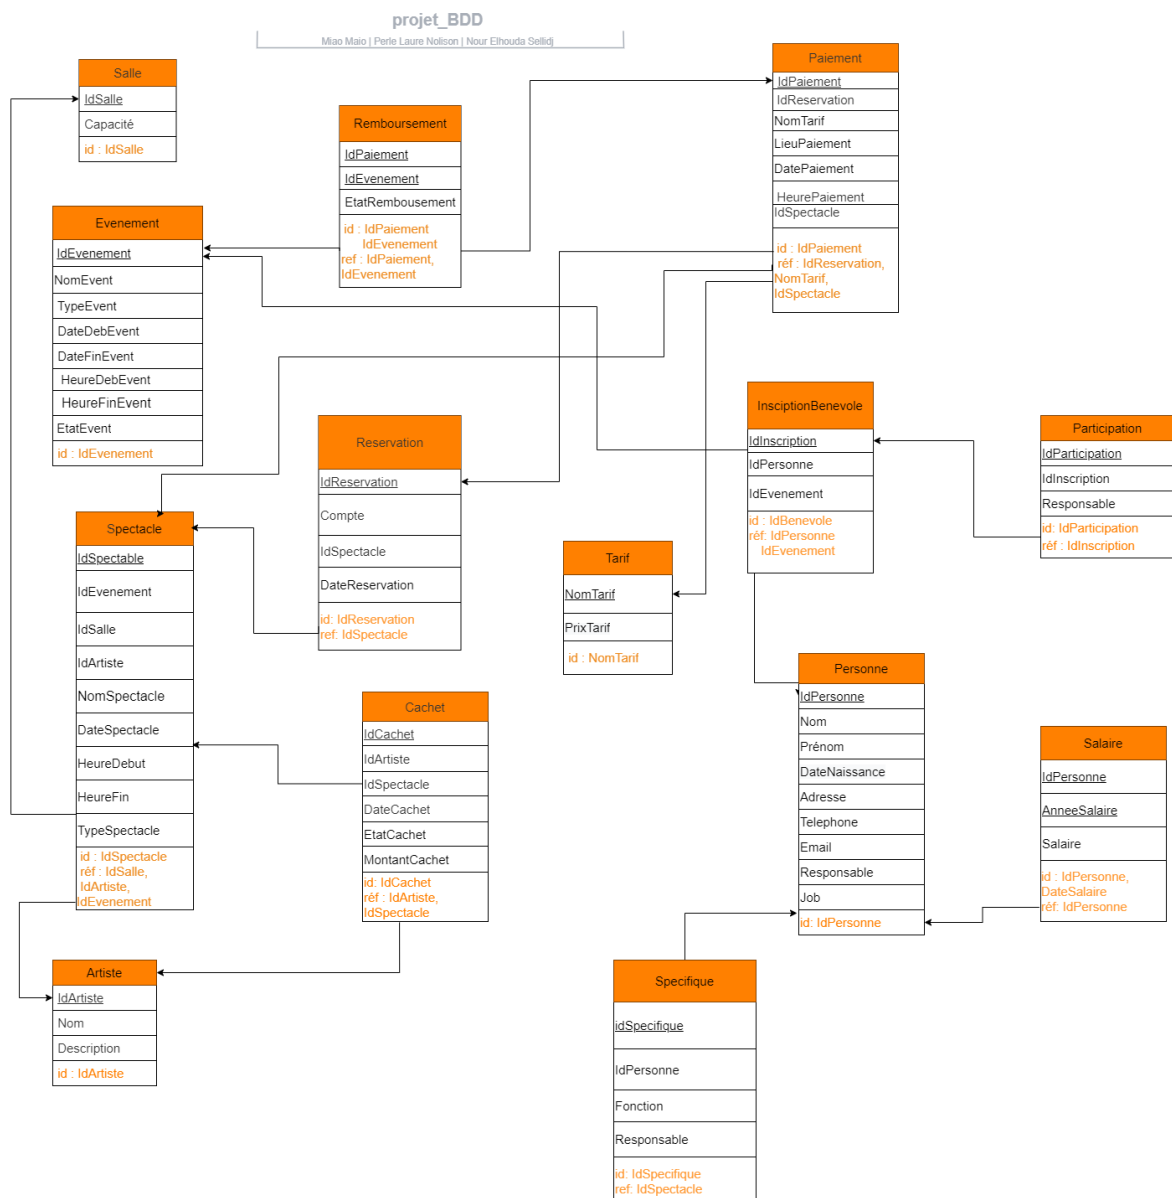 projet_BDD
Miao Maio | Perle Laure Nolison | Nour Elhouda Sellidj
Salle
IdSalle
Capacité
id : IdSalle
Remboursement
IdPaiement
IdEvenement
EtatRembousement
id : IdPaiement
IdEvenement
ref : IdPaiement,
IdEvenement
Paiement
IdPaiement
IdReservation
NomTarif
LieuPaiement
DatePaiement
HeurePaiement
IdSpectacle
id : IdPaiement
réf : IdReservation,
NomTarif,
IdSpectacle
Evenement
IdEvenement
NomEvent
TypeEvent
DateDebEvent
DateFinEvent
HeureDebEvent
HeureFinEvent
EtatEvent
id : IdEvenement
Reservation
IdReservation
Compte
IdSpectacle
DateReservation
id: IdReservation
ref: IdSpectacle
InsciptionBenevole
IdInscription
IdPersonne
IdEvenement
id : IdBenevole
réf: IdPersonne
IdEvenement
Participation
IdParticipation
IdInscription
Responsable
id: IdParticipation
réf : IdInscription
Spectacle
IdSpectable
IdEvenement
IdSalle
IdArtiste
NomSpectacle
DateSpectacle
HeureDebut
HeureFin
TypeSpectacle
id : IdSpectacle
réf : IdSalle,
IdArtiste,
IdEvenement
Tarif
NomTarif
PrixTarif
id : NomTarif
Cachet
IdCachet
IdArtiste
IdSpectacle
DateCachet
EtatCachet
MontantCachet
id: IdCachet
réf : IdArtiste,
IdSpectacle
Personne
IdPersonne
Nom
Prénom
DateNaissance
Adresse
Telephone
Email
Responsable
Job
id: IdPersonne
Salaire
IdPersonne
AnneeSalaire
Salaire
id : IdPersonne,
DateSalaire
réf: IdPersonne
Artiste
IdArtiste
Nom
Description
id : IdArtiste
Specifique
idSpecifique
IdPersonne
Fonction
Responsable
id: IdSpecifique
ref: IdSpectacle